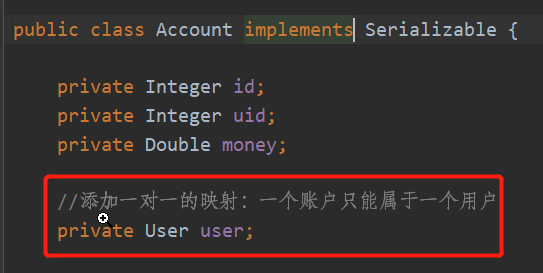 public class Account implements Serializable {
private Integer id;
private Integer uid;
private Double money;
//添加一对一的映射：一个账户只能属于一个用户
private User user;